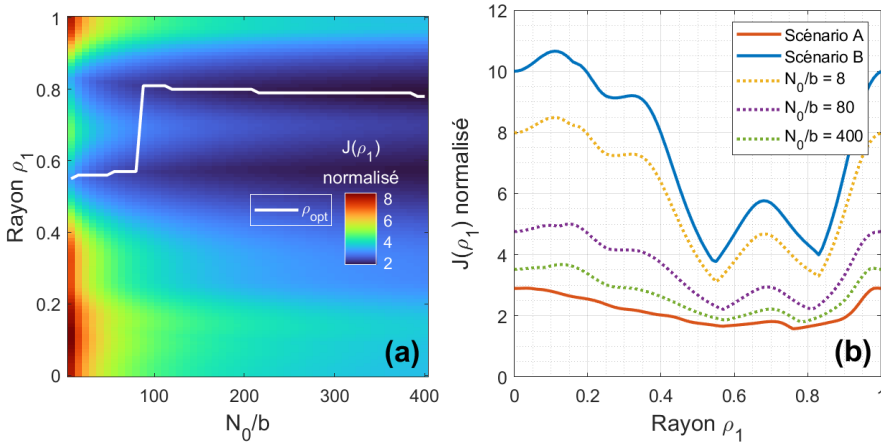 1
0.8
0.6
0.4
0.2
0
Rayon ρ1
100
200
300
400
N0/b
J(ρ1)
normalisé
8
6
4
2
ρopt
(a)
12
10
8
6
4
2
0
J(ρ1) normalisé
0
0.2
0.4
0.6
0.8
1
Rayon ρ1
Scénario A
Scénario B
N0/b = 8
N0/b = 80
N0/b = 400
(b)